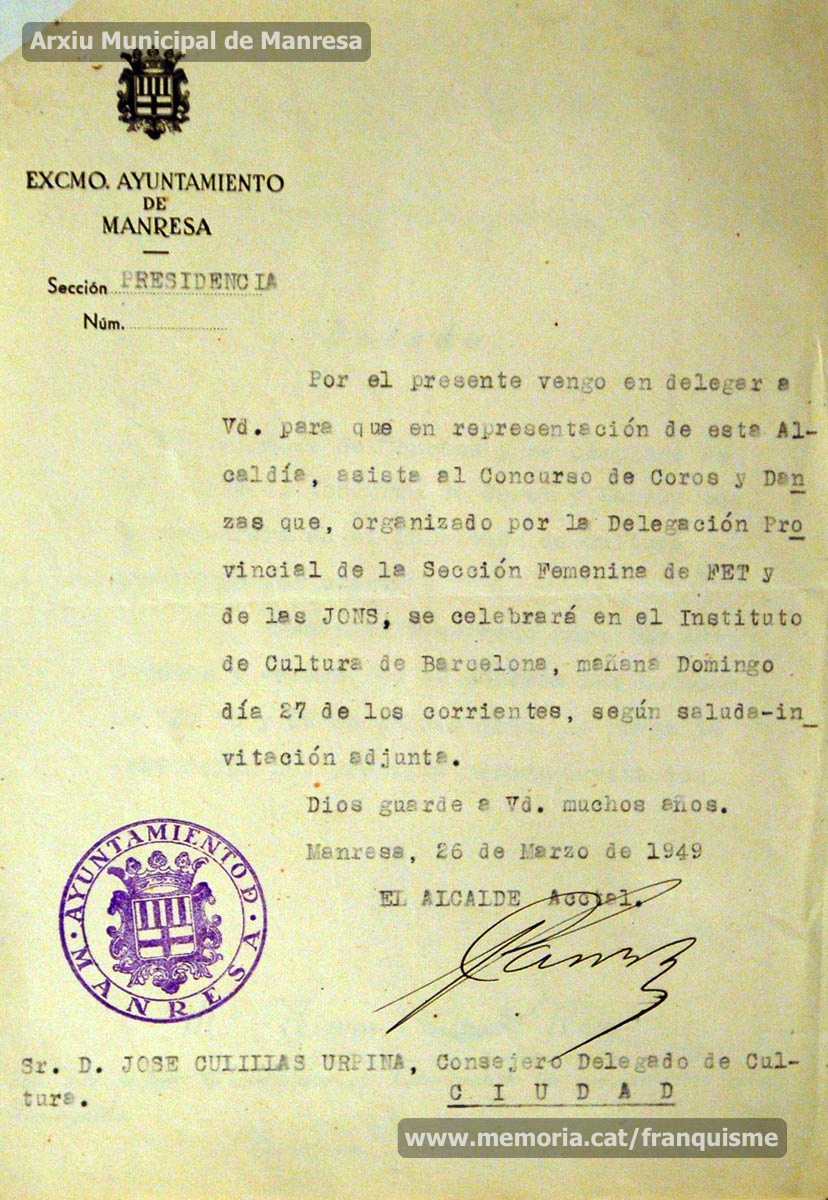 Arxiu Municipal de Manresa
EXCMO. AYUNTAMIENTO
DE
MANRESA
Sección PRESIDENCIA
Núm.
Por el presente vengo en delegar a
Vd. para que en representación de esta Al-
caldía, asista al Concurso de Coros y Dan
zas que, organizado por la Delegación Pro
vincial de la Sección Femenina de FET y
de las JONS, se celebrará en el Instituto
de Cultura de Barcelona, mañana Domingo
día 27 de los corrientes, según saluda-in
vitación adjunta.
Dios guarde a Vd. muchos años.
Manresa, 26 de Marzo de 1949
EL ALCALDE Acctal.
AYUNTAMIENTO D.
MANRESA
Sr. D. JOSE CULILLAS URPINA, Consejero Delegado de Cul-
tura.
C I U D A D
www.memoria.cat/franquisme